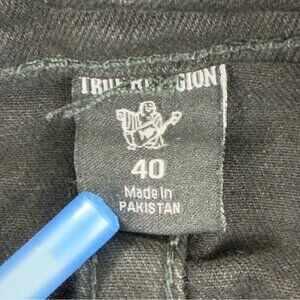 TRUE RELIGION
40
Made in
PAKISTAN